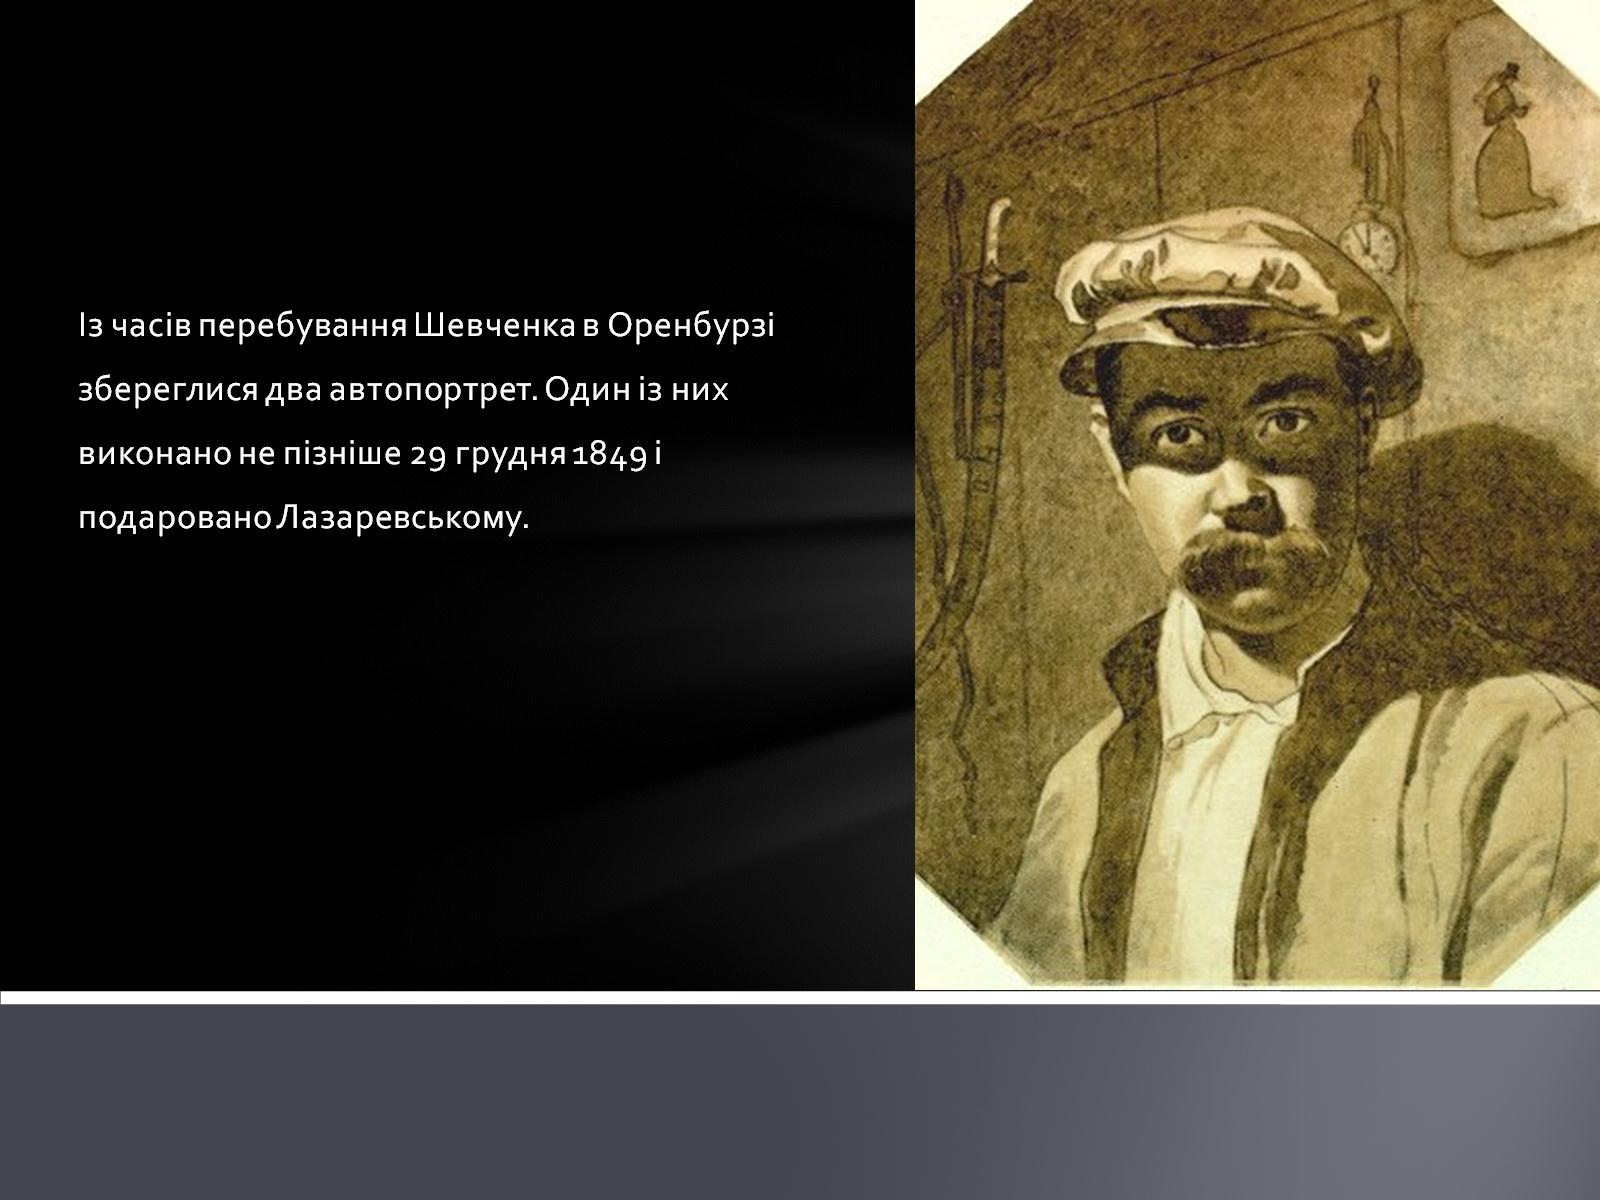 Із часів перебування Шевченка в Оренбурзі
збереглися два автопортрет. Один із них
виконано не пізніше 29 грудня 1849 і
подаровано Лазаревському.